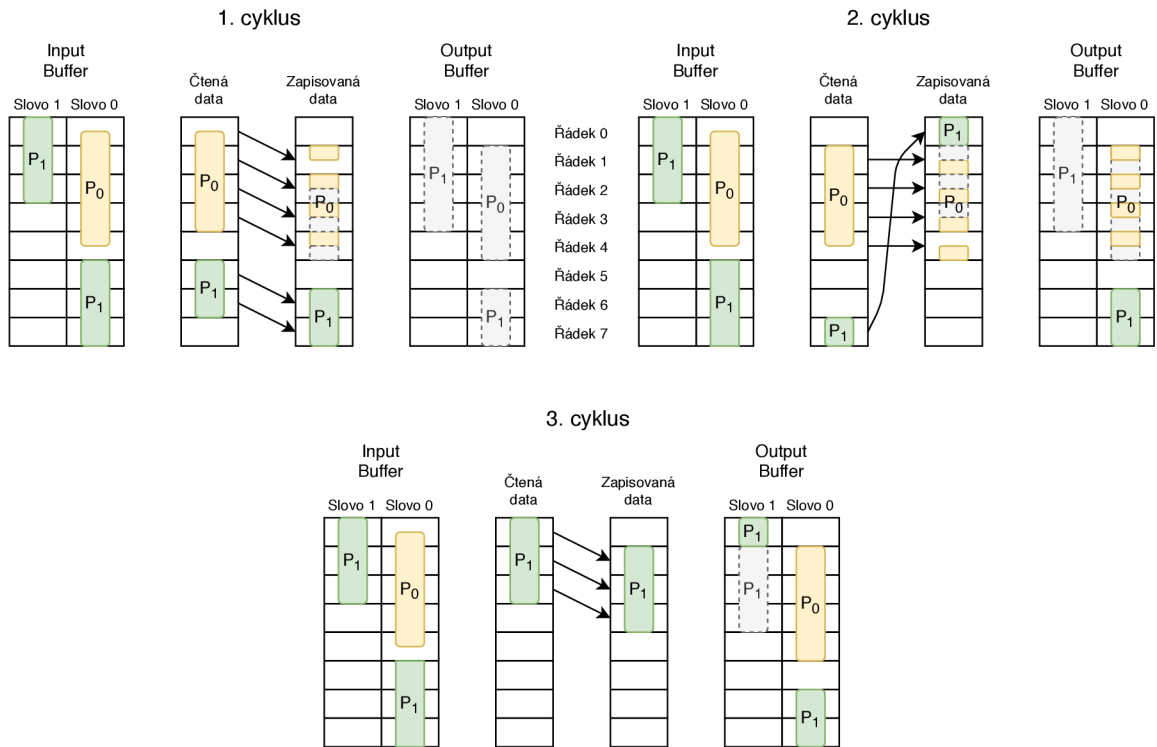 1. cyklus
Input
Buffer
Čtená
data
Zapisovaná
data
Output
Buffer
Slovo 1 Slovo 0
Slovo 1 Slovo 0
P1
P0
P1
P0
P1
P0
P1
P1
P0
P1
Řádek 0
Řádek 1
Řádek 2
Řádek 3
Řádek 4
Řádek 5
Řádek 6
Řádek 7
2. cyklus
Input
Buffer
Čtená
data
Zapisovaná
data
Output
Buffer
Slovo 1 Slovo 0
Slovo 1 Slovo 0
P1
P0
P1
P0
P1
P1
P0
P1
P0
P1
3. cyklus
Input
Buffer
Čtená
data
Zapisovaná
data
Output
Buffer
Slovo 1 Slovo 0
Slovo 1 Slovo 0
P1
P0
P1
P1
P1
P1
P1
P0
P1